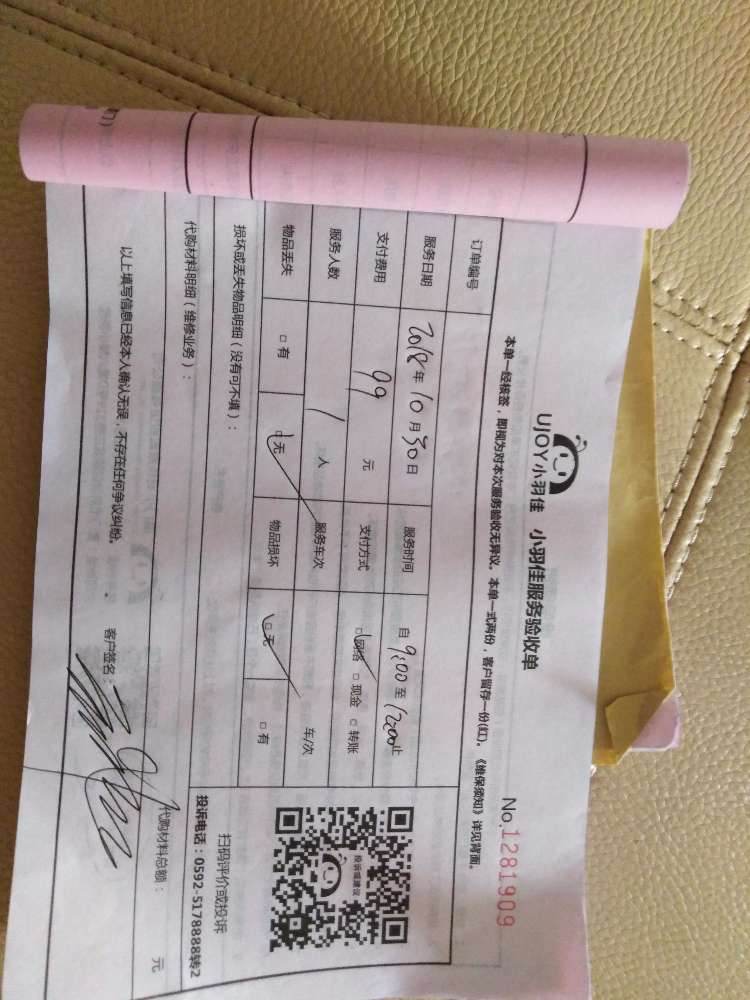 UJOY小羽佳 小羽佳服务验收单
No.1281909
本单一经核签，即视为对本次服务验收无异议。本单一式两份，客户留存一份(红)。《维保须知》详见背面。
订单编号
服务日期 2018年10月30日 服务时间 自9:00至12:00止
支付费用 99 元 支付方式 □网络 □现金 □转账
服务人数 1 人 服务车次 车/次
物品丢失 □有 □无 物品损坏 □无 □有
损坏或丢失物品明细（没有可不填）：
代购材料明细（维修业务）：
代购材料总额： 元
以上填写信息已经本人确认无误，不存在任何争议纠纷。
客户签名：
投诉或建议
扫码评价或投诉
投诉电话：0592-5178888转2